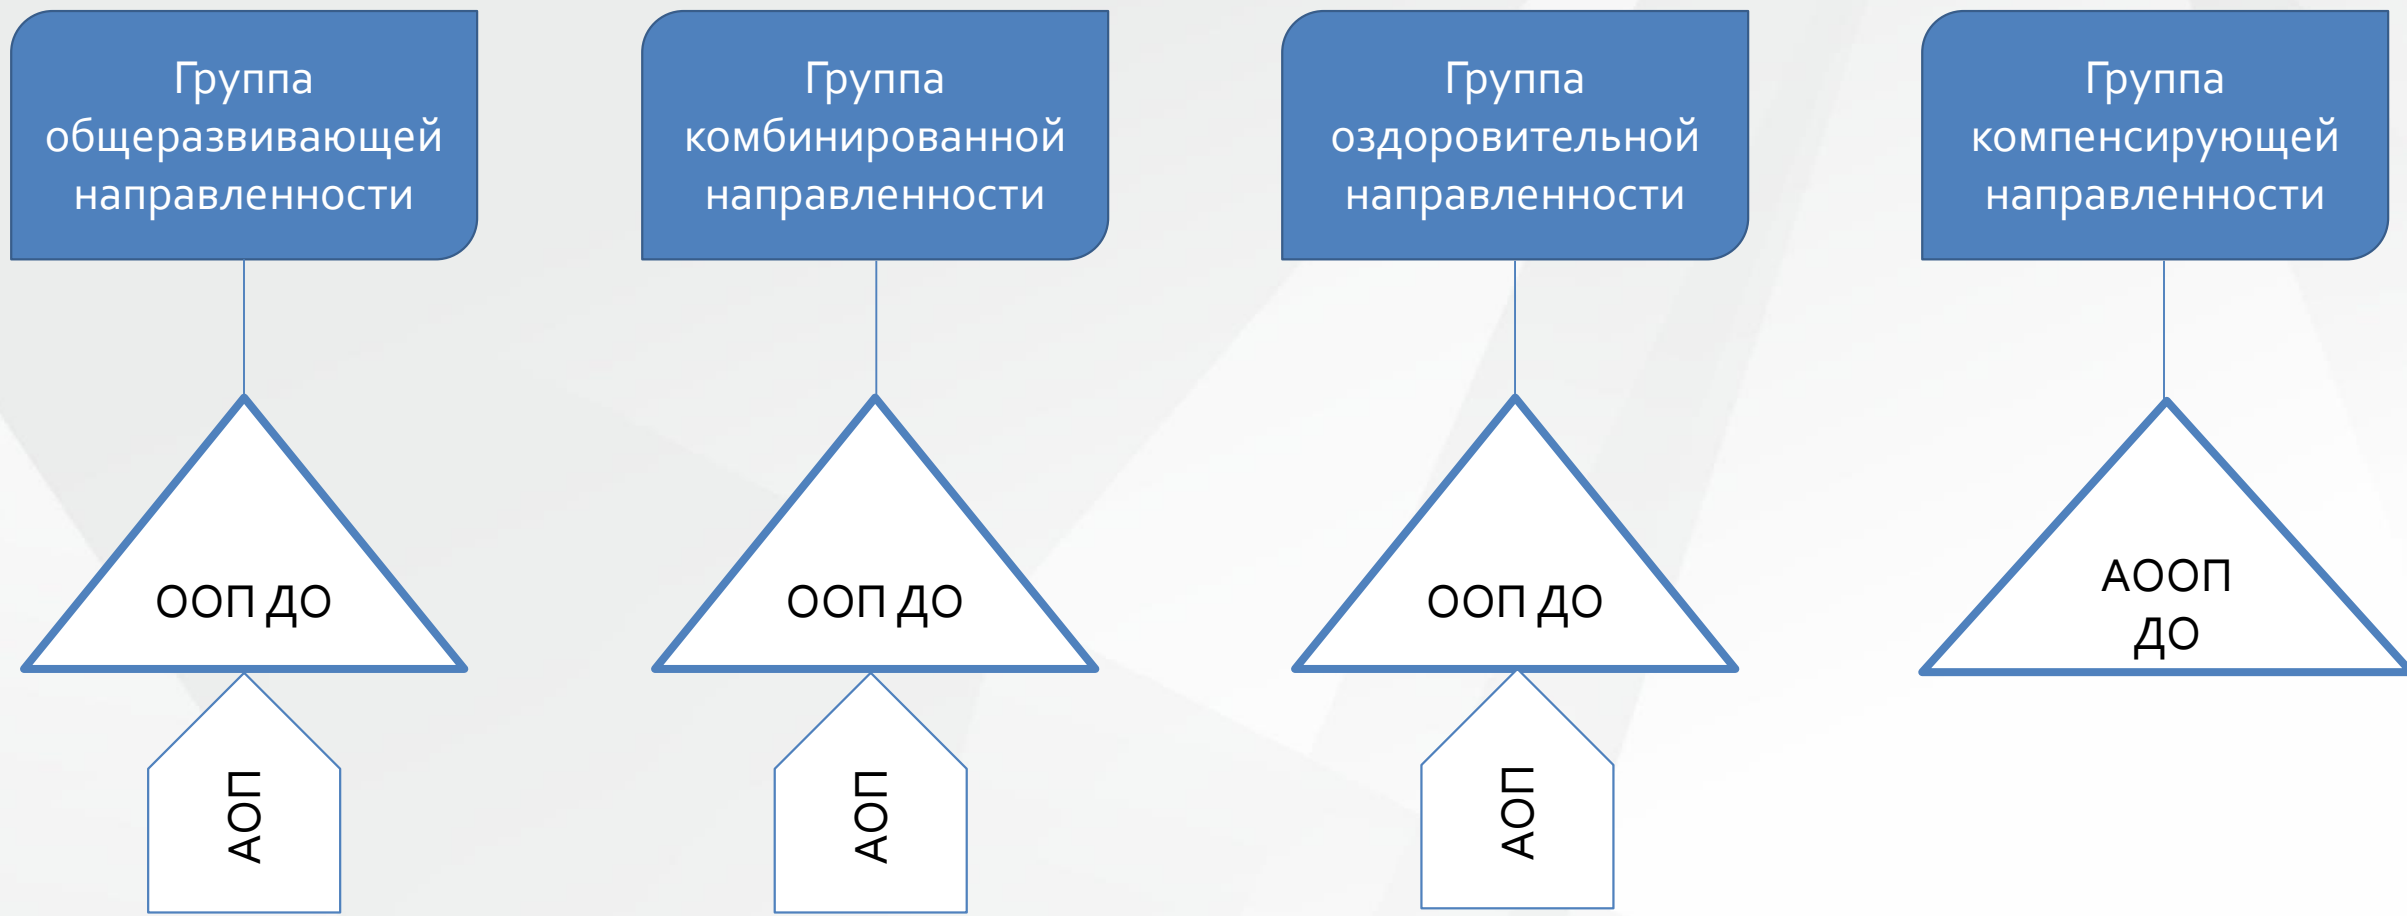 Группа
общеразвивающей
направленности
Группа
комбинированной
направленности
Группа
оздоровительной
направленности
Группа
компенсирующей
направленности
ООП ДО
ООП ДО
ООП ДО
АООП
ДО
АОП
АОП
АОП